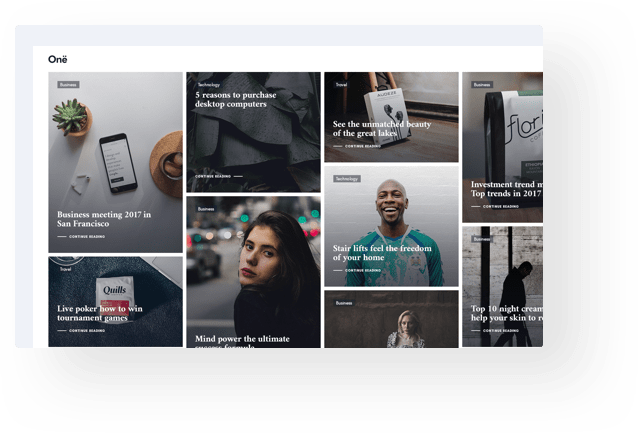 Onë
Business
Business meeting 2017 in
San Francisco
CONTINUE READING
Travel
Quills
Live poker how to win
tournament games
CONTINUE READING
Technology
5 reasons to purchase
desktop computers
CONTINUE READING
Business
Mind power the ultimate
success formula
Travel
See the unmatched beauty
of the great lakes
CONTINUE READING
Technology
Stair lifts feel the freedom
of your home
CONTINUE READING
Business
Business
flori
Investment trend
Top trends in 2017
CONTINUE READING
Business
Top 10 night cream
help your skin to
CONTINUE READING